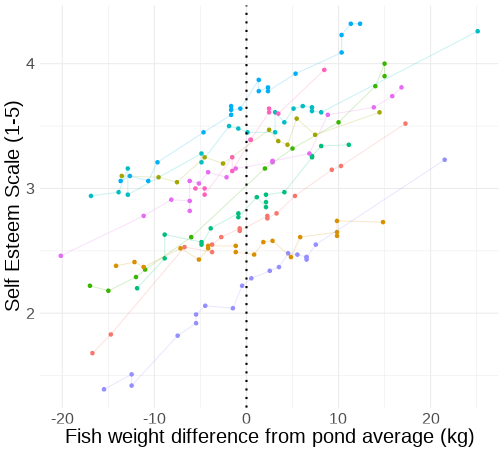 4
3
2
Self Esteem Scale (1-5)
-20 -10 0 10 20
Fish weight difference from pond average (kg)